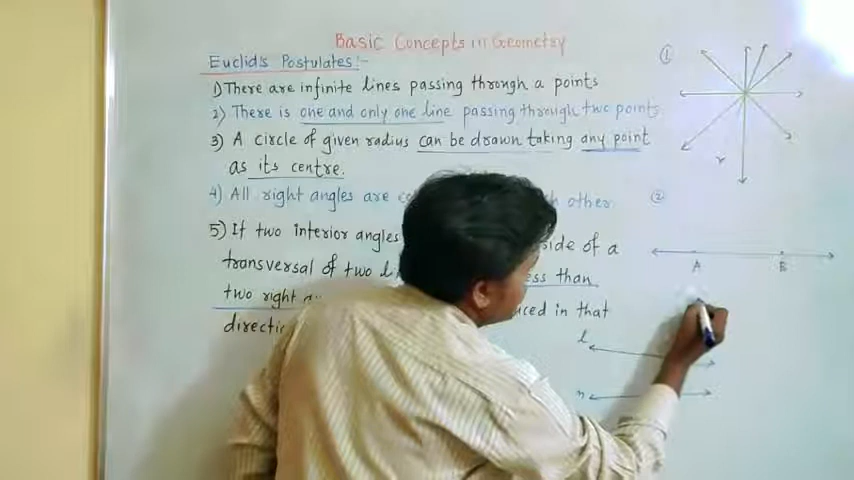 Basic Concepts in Geometry
Euclid's Postulates:-
1) There are infinite lines passing through a points
2) There is one and only one line passing through two points.
3) A circle of given radius can be drawn taking any point
as its centre.
4) All right angles are other.
5) If two interior angles side of a
transversal of two less than
two right in that
1
2
A B
l
r